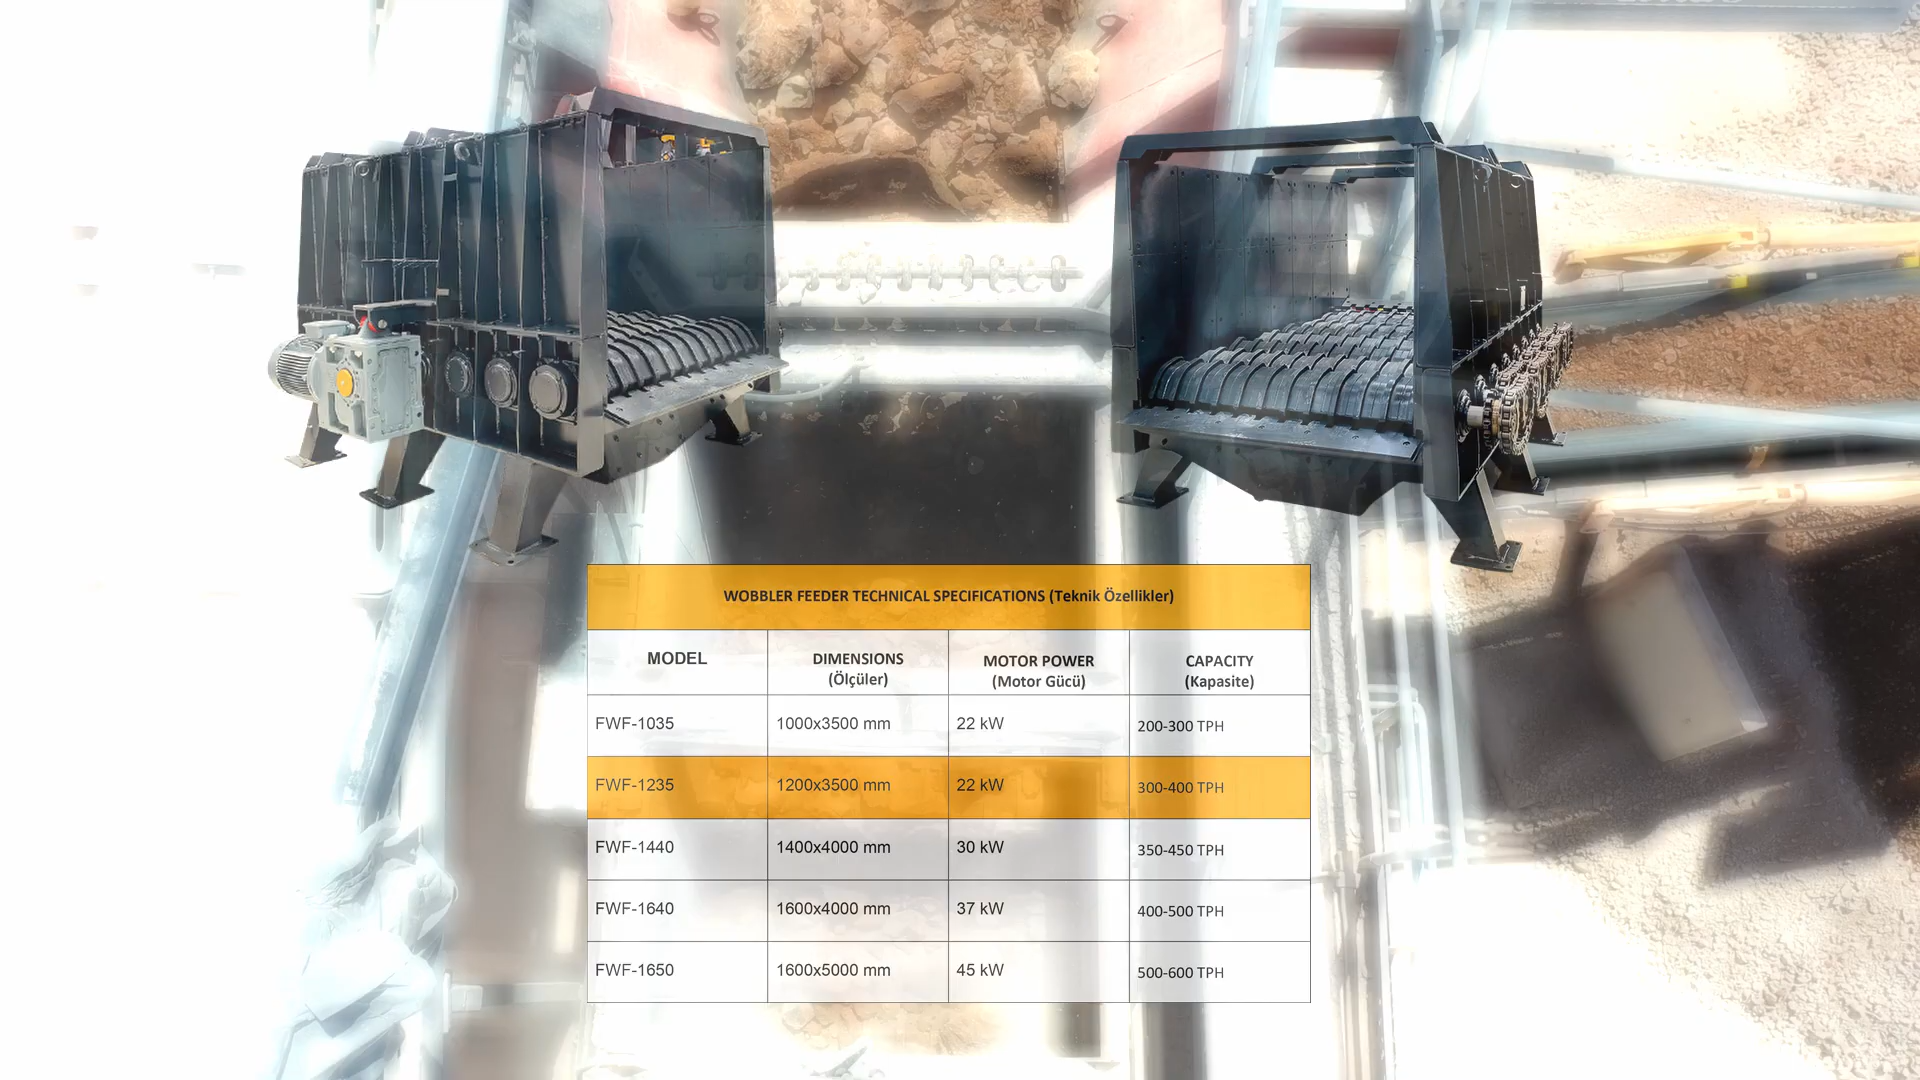 WOBBLER FEEDER TECHNICAL SPECIFICATIONS (Teknik Özellikler)
MODEL
DIMENSIONS
(Ölçüler)
MOTOR POWER
(Motor Gücü)
CAPACITY
(Kapasite)
FWF-1035
1000x3500 mm
22 kW
200-300 TPH
FWF-1235
1200x3500 mm
22 kW
300-400 TPH
FWF-1440
1400x4000 mm
30 kW
350-450 TPH
FWF-1640
1600x4000 mm
37 kW
400-500 TPH
FWF-1650
1600x5000 mm
45 kW
500-600 TPH